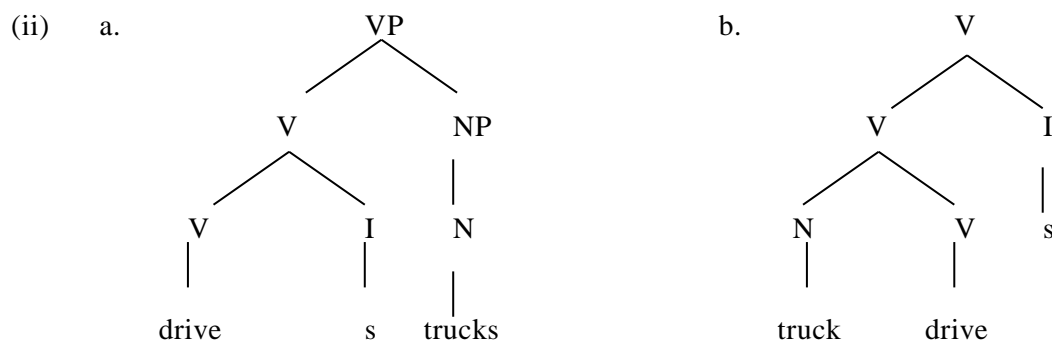 (ii) a. VP b. V
V NP V I
V I N N V s
drive s trucks truck drive